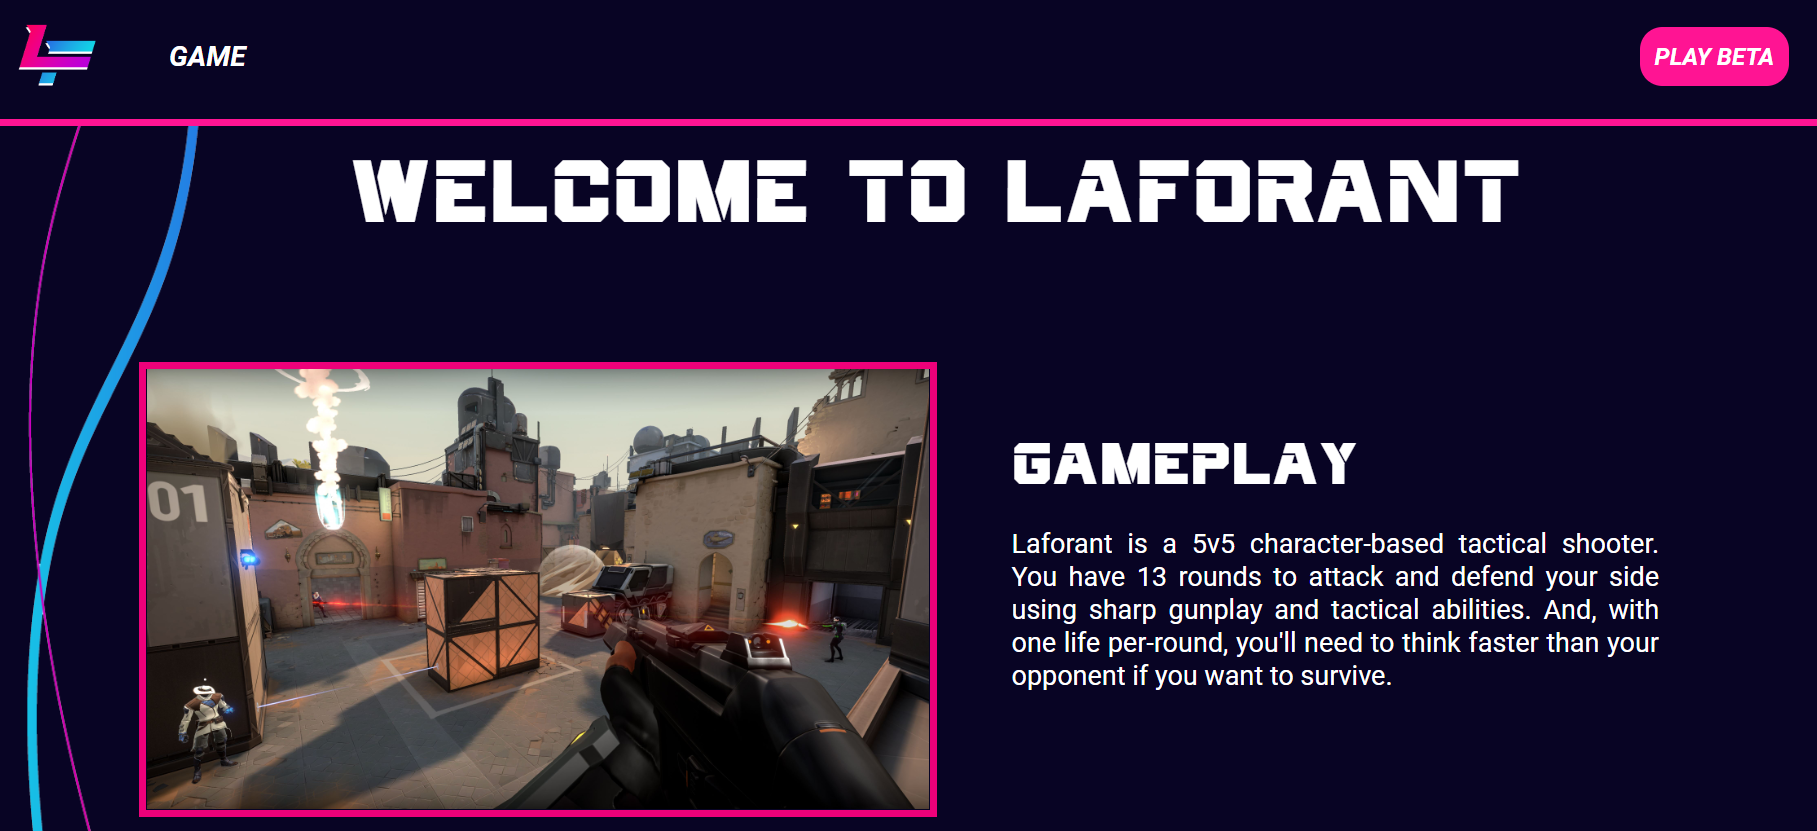 GAME
PLAY BETA
WELCOME TO LAFORANT
01
GAMEPLAY
Laforant is a 5v5 character-based tactical shooter.
You have 13 rounds to attack and defend your side
using sharp gunplay and tactical abilities. And, with
one life per-round, you'll need to think faster than your
opponent if you want to survive.